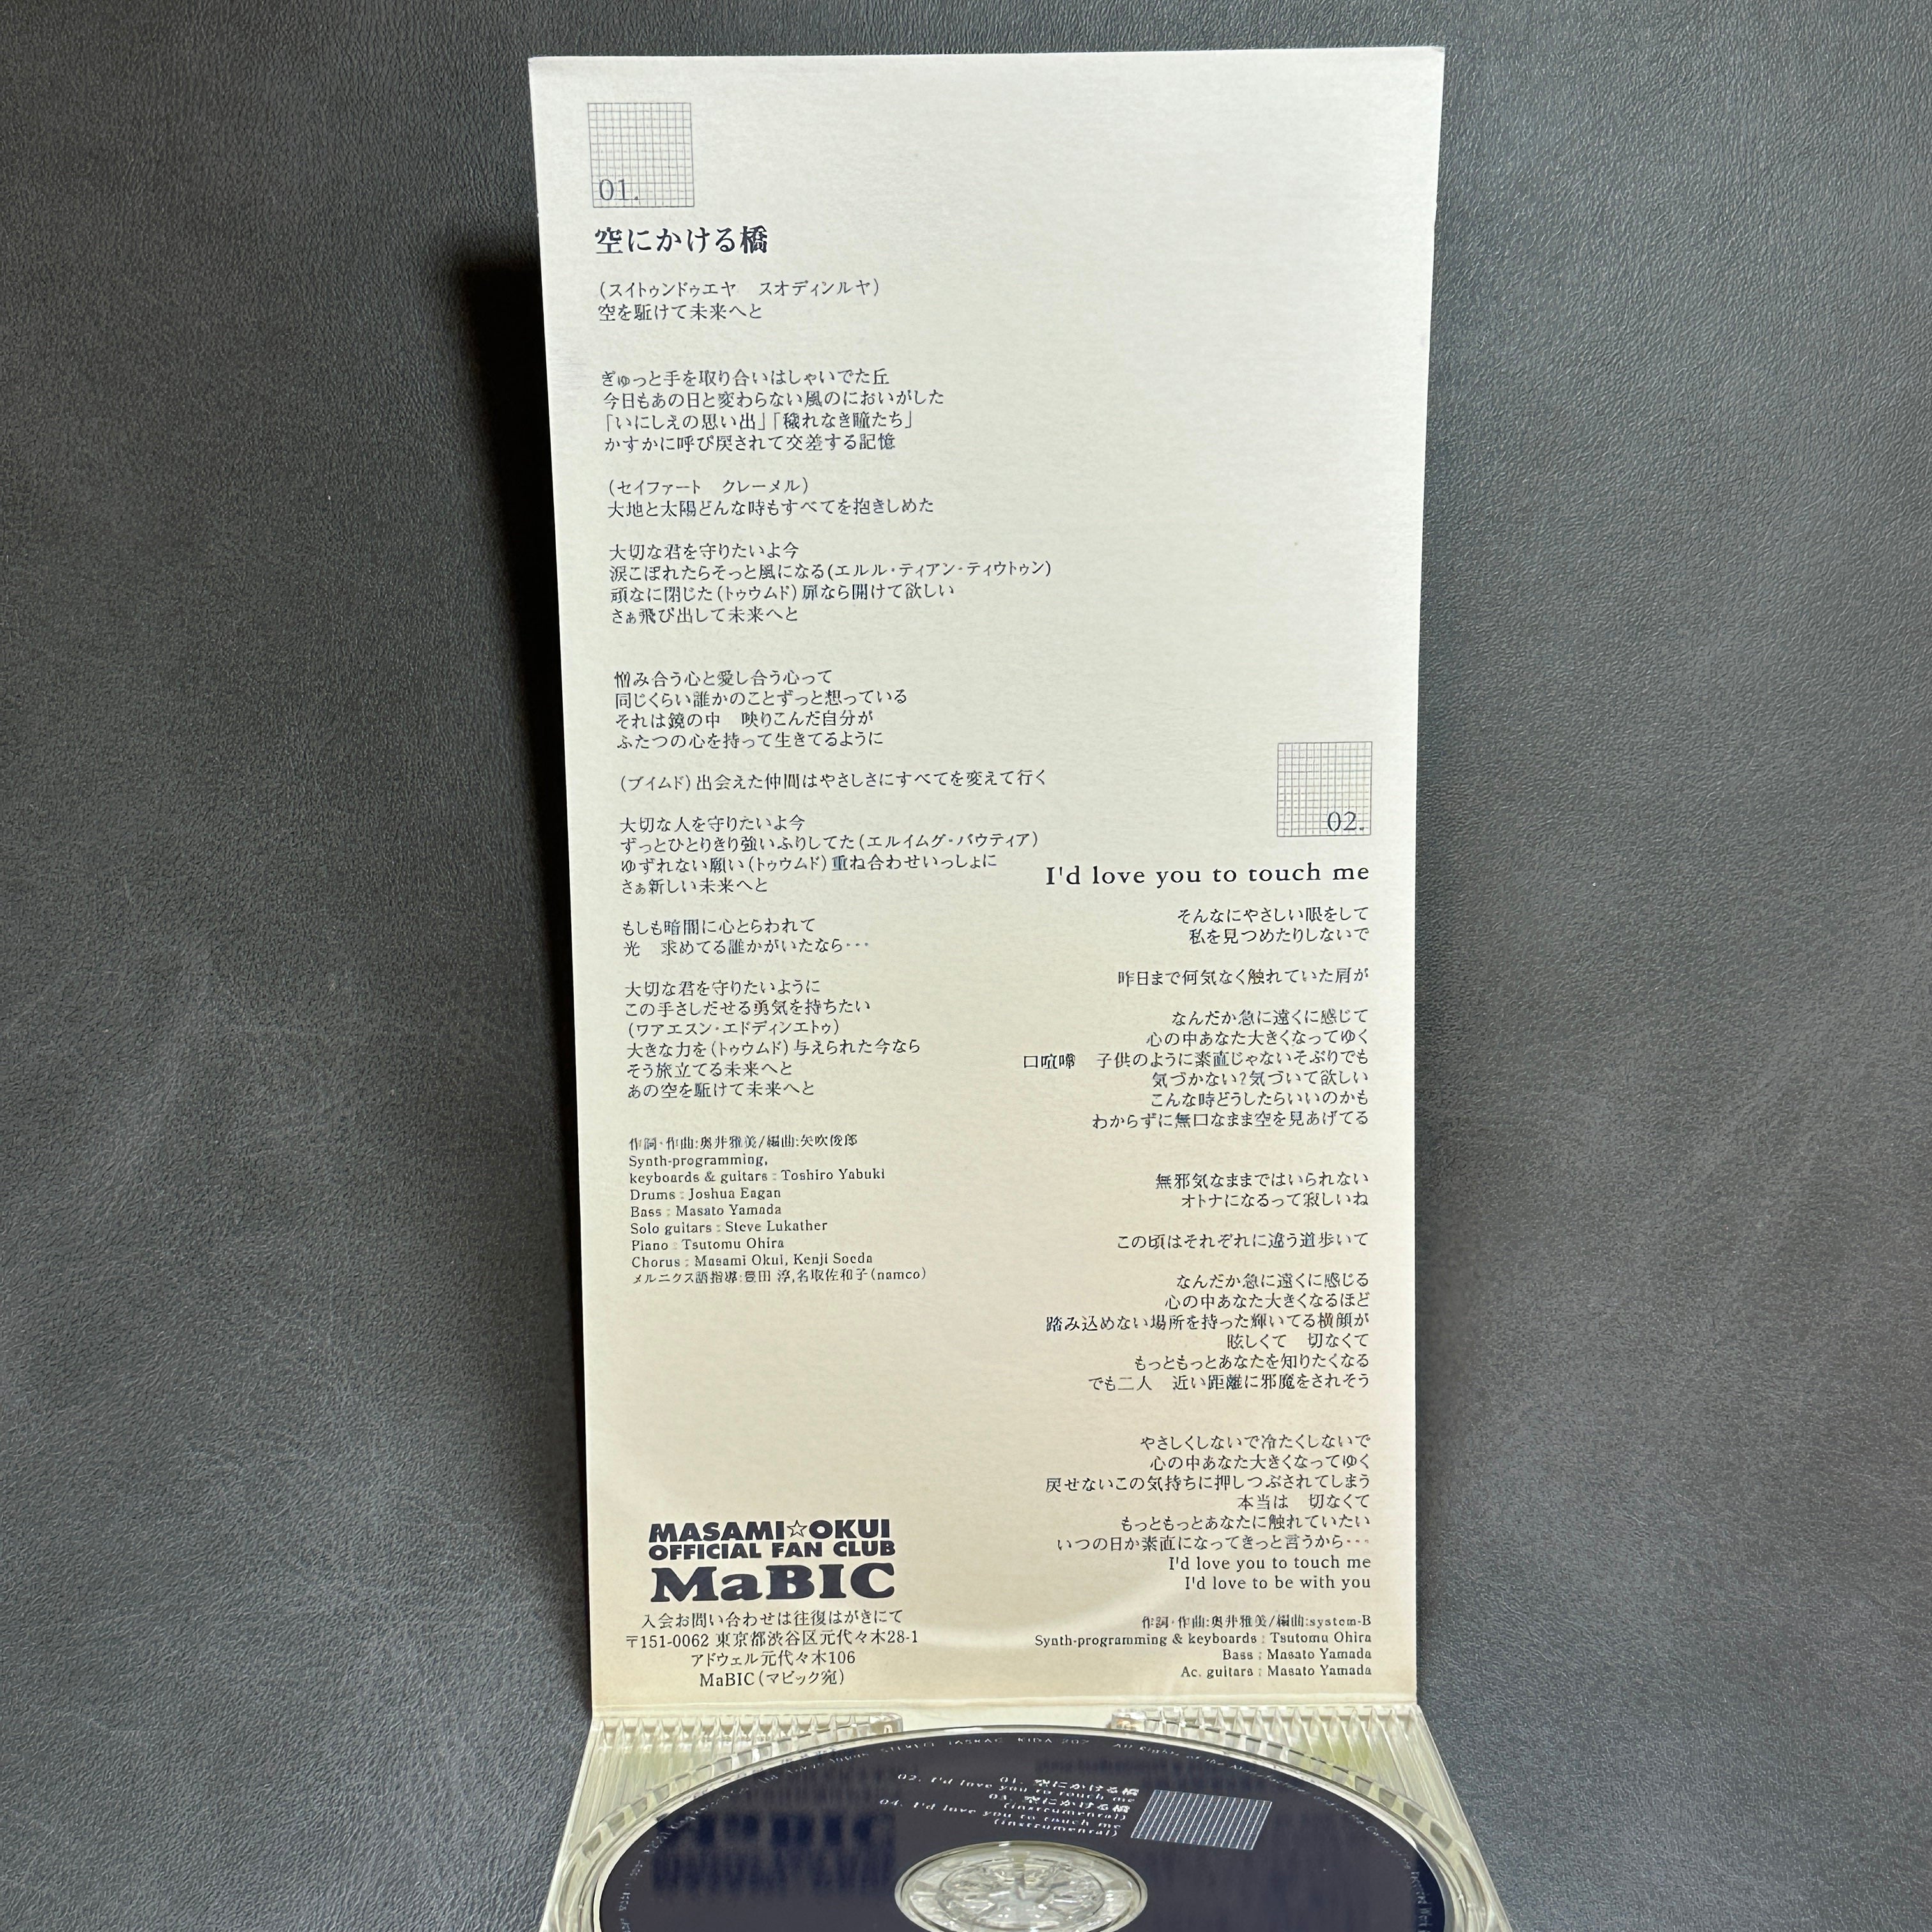 01.
空にかける橋
(スイトゥンドゥエヤ　スオディンルヤ)
空を駈けて未来へと
ぎゅっと手を取り合いはしゃいでた丘
今日もあの日と変わらない風のにおいがした
「いにしえの思い出」「穢れなき瞳たち」
かすかに呼び戻されて交差する記憶
(セイファート　クレーメル)
大地と太陽どんな時もすべてを抱きしめた
大切な君を守りたいよ今
涙こぼれたらそっと風になる(エルル・ティアン・ティウトゥン)
頑なに閉じた(トゥウムド)扉なら開けて欲しい
さぁ飛び出して未来へと
憎み合う心と愛し合う心って
同じくらい誰かのことずっと想っている
それは鏡の中　映りこんだ自分が
ふたつの心を持って生きてるように
(ブイムド)出会えた仲間はやさしさにすべてを変えて行く
大切な人を守りたいよ今
ずっとひとりきり強いふりしてた(エルイムグ・バウティア)
ゆずれない願い(トゥウムド)重ね合わせいっしょに
さぁ新しい未来へと
もしも暗闇に心とらわれて
光　求めてる誰かがいたなら…
大切な君を守りたいように
この手さしだせる勇気を持ちたい
(ワアエスン・エドディンエトゥ)
大きな力を(トゥウムド)与えられた今なら
そう旅立てる未来へと
あの空を駈けて未来へと
作詞・作曲:奥井雅美/編曲:矢吹俊郎
Synth-programming,
keyboards & guitars : Toshiro Yabuki
Drums : Joshua Eagan
Bass : Masato Yamada
Solo guitars : Steve Lukather
Piano : Tsutomu Ohira
Chorus : Masami Okui, Kenji Soeda
メルニクス語指導:豊田 淳,名取佐和子(namco)
MASAMI☆OKUI
OFFICIAL FAN CLUB
MaBIC
入会お問い合わせは往復はがきにて
〒151-0062 東京都渋谷区元代々木28-1
アドウェル元代々木106
MaBIC(マビック宛)
02.
I'd love you to touch me
そんなにやさしい眼をして
私を見つめたりしないで
昨日まで何気なく触れていた肩が
なんだか急に遠くに感じて
心の中あなた大きくなってゆく
口喧嘩　子供のように素直じゃないそぶりでも
気づかない?気づいて欲しい
こんな時どうしたらいいのかも
わからずに無口なまま空を見あげてる
無邪気なままではいられない
オトナになるって寂しいね
この頃はそれぞれに違う道歩いて
なんだか急に遠くに感じる
心の中あなた大きくなるほど
踏み込めない場所を持った輝いてる横顔が
眩しくて　切なくて
もっともっとあなたを知りたくなる
でも二人　近い距離に邪魔をされそう
やさしくしないで冷たくしないで
心の中あなた大きくなってゆく
戻せないこの気持ちに押しつぶされてしまう
本当は　切なくて
もっともっとあなたに触れていたい
いつの日か素直になってきっと言うから…
I'd love you to touch me
I'd love to be with you
作詞・作曲:奥井雅美/編曲:system-B
Synth-programming & keyboards : Tsutomu Ohira
Bass : Masato Yamada
Ac. guitars : Masato Yamada
STEREO JASRAC KIDA 207
All Rights of the
01. 空にかける橋
02. I'd love you to touch me
03. 空にかける橋
(instrumental)
04. I'd love you to touch me
(instrumental)